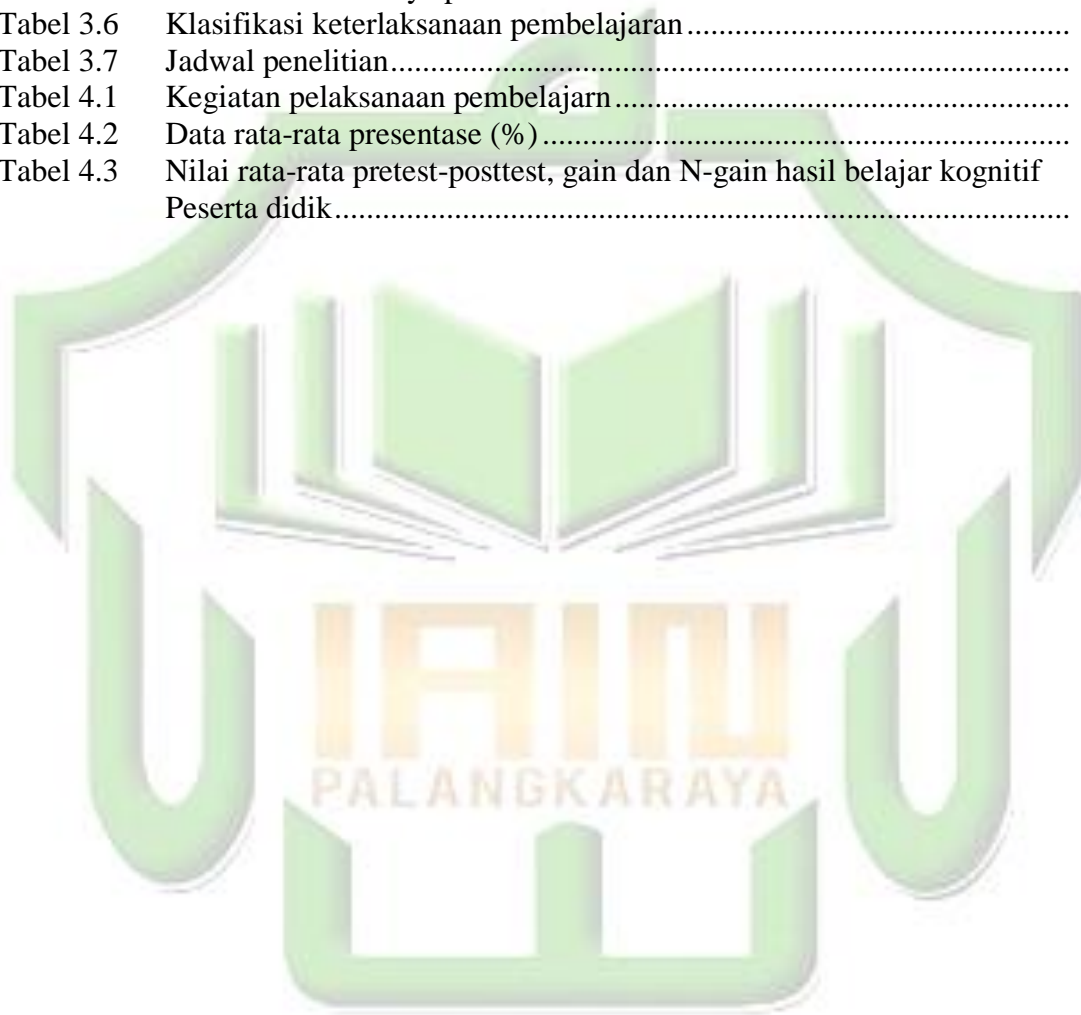 Tabel 3.6 Klasifikasi keterlaksanaan pembelajaran....................................................
Tabel 3.7 Jadwal penelitian............................................................................................
Tabel 4.1 Kegiatan pelaksanaan pembelajarn..............................................................
Tabel 4.2 Data rata-rata presentase (%)........................................................................
Tabel 4.3 Nilai rata-rata pretest-posttest, gain dan N-gain hasil belajar kognitif
Peserta didik....................................................................................................
IAIN
PALANGKARAYA